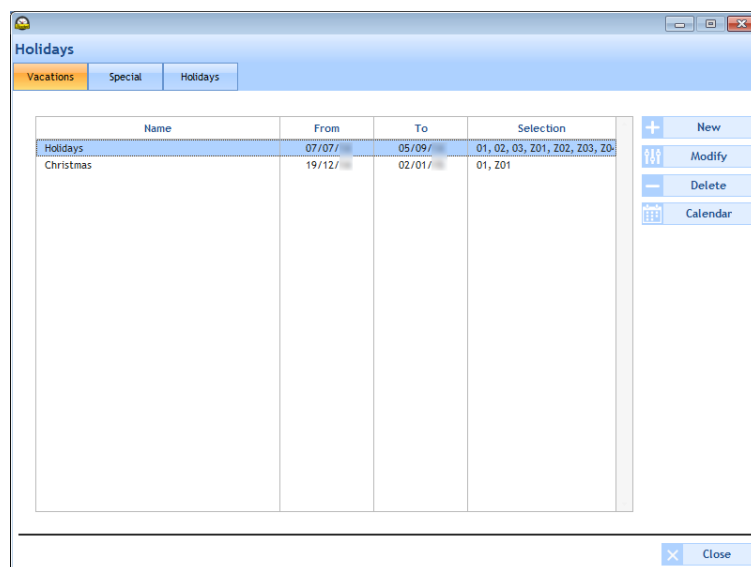 Holidays
Vacations Special Holidays
Name From To Selection
Holidays 07/07/ 05/09/ 01, 02, 03, Z01, Z02, Z03, Z0
Christmas 19/12/ 02/01/ 01, Z01
New
Modify
Delete
Calendar
Close